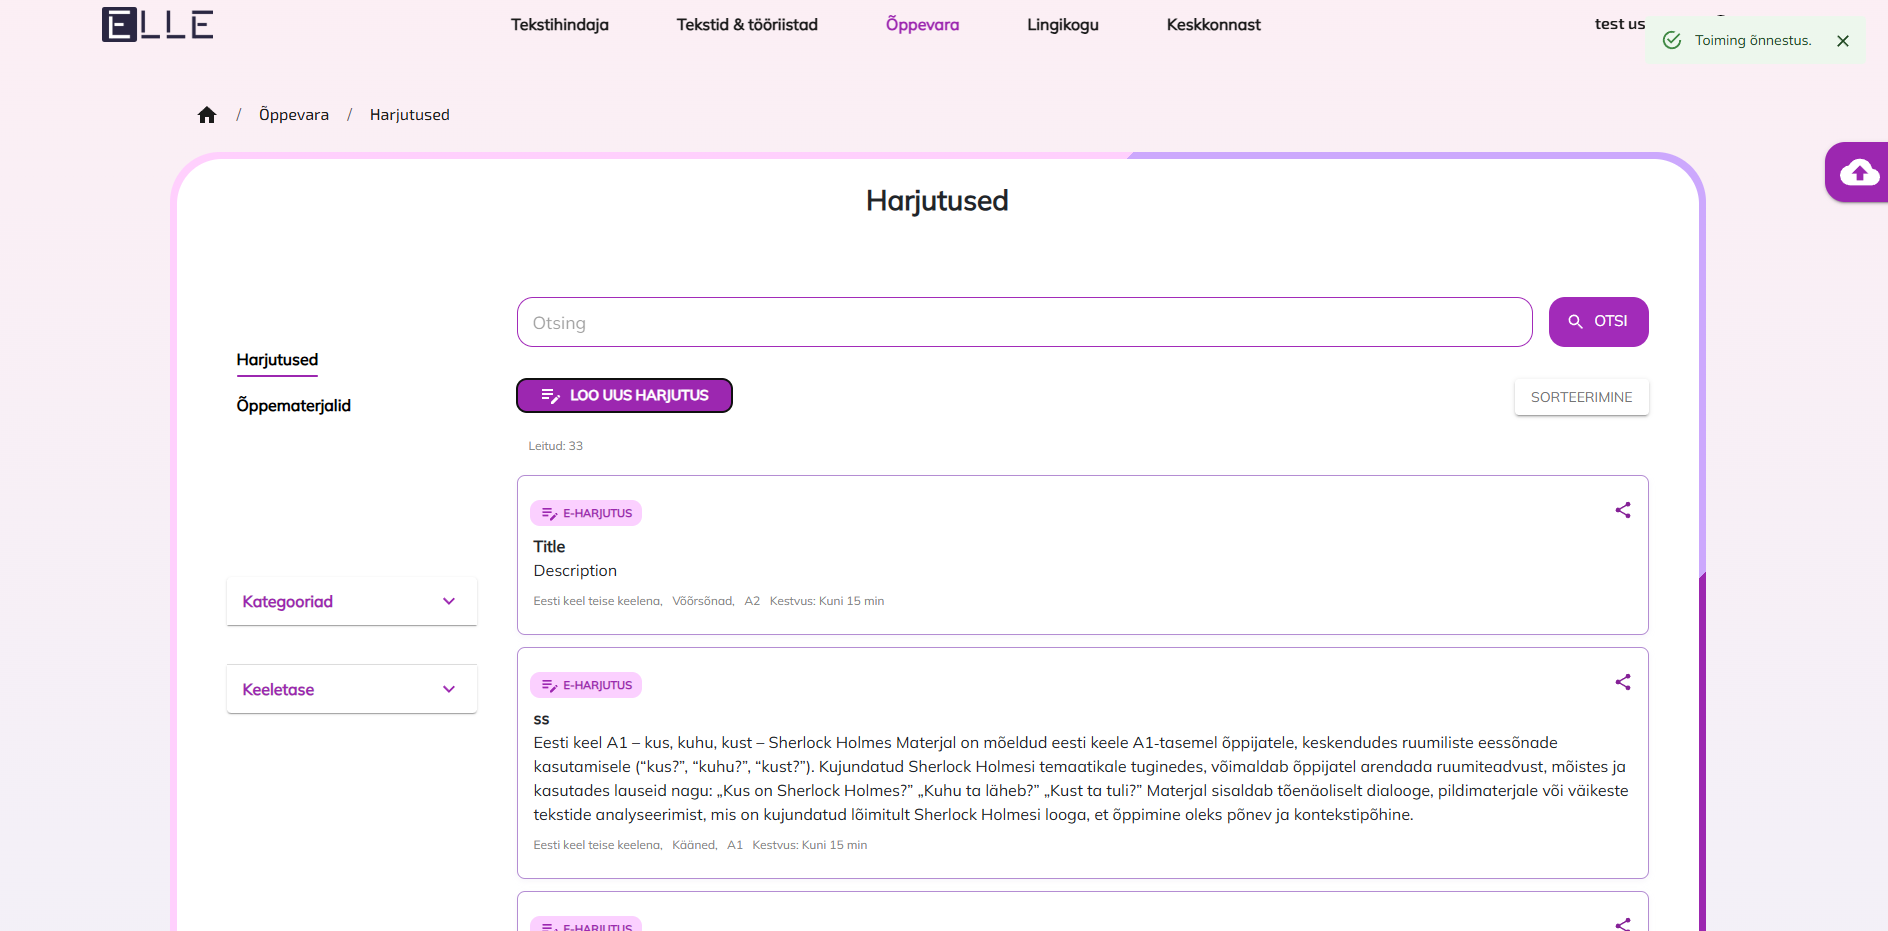 ELLE
Tekstihindaja Tekstid & tööriistad Õppevara Lingikogu Keskkonnast
test us
Toiming õnnestus.
/ Õppevara / Harjutused
Harjutused
Otsing
OTSI
Harjutused
Õppematerjalid
LOO UUS HARJUTUS
SORTEERIMINE
Leitud: 33
E-HARJUTUS
Title
Description
Eesti keel teise keelena, Võõrsõnad, A2 Kestvus: Kuni 15 min
Kategooriad
Keeletase
E-HARJUTUS
ss
Eesti keel A1 – kus, kuhu, kust – Sherlock Holmes Materjal on mõeldud eesti keele A1-tasemel õppijatele, keskendudes ruumiliste eessõnade
kasutamisele (“kus?”, “kuhu?”, “kust?”). Kujundatud Sherlock Holmesi temaatikale tuginedes, võimaldab õppijatel arendada ruumiteadvust, mõistes ja
kasutades lauseid nagu: „Kus on Sherlock Holmes?” „Kuhu ta läheb?” „Kust ta tuli?” Materjal sisaldab tõenäoliselt dialooge, pildimaterjale või väikeste
tekstide analyseerimist, mis on kujundatud lõimitult Sherlock Holmesi looga, et õppimine oleks põnev ja kontekstipõhine.
Eesti keel teise keelena, Kääned, A1 Kestvus: Kuni 15 min
E-HARJUTUS